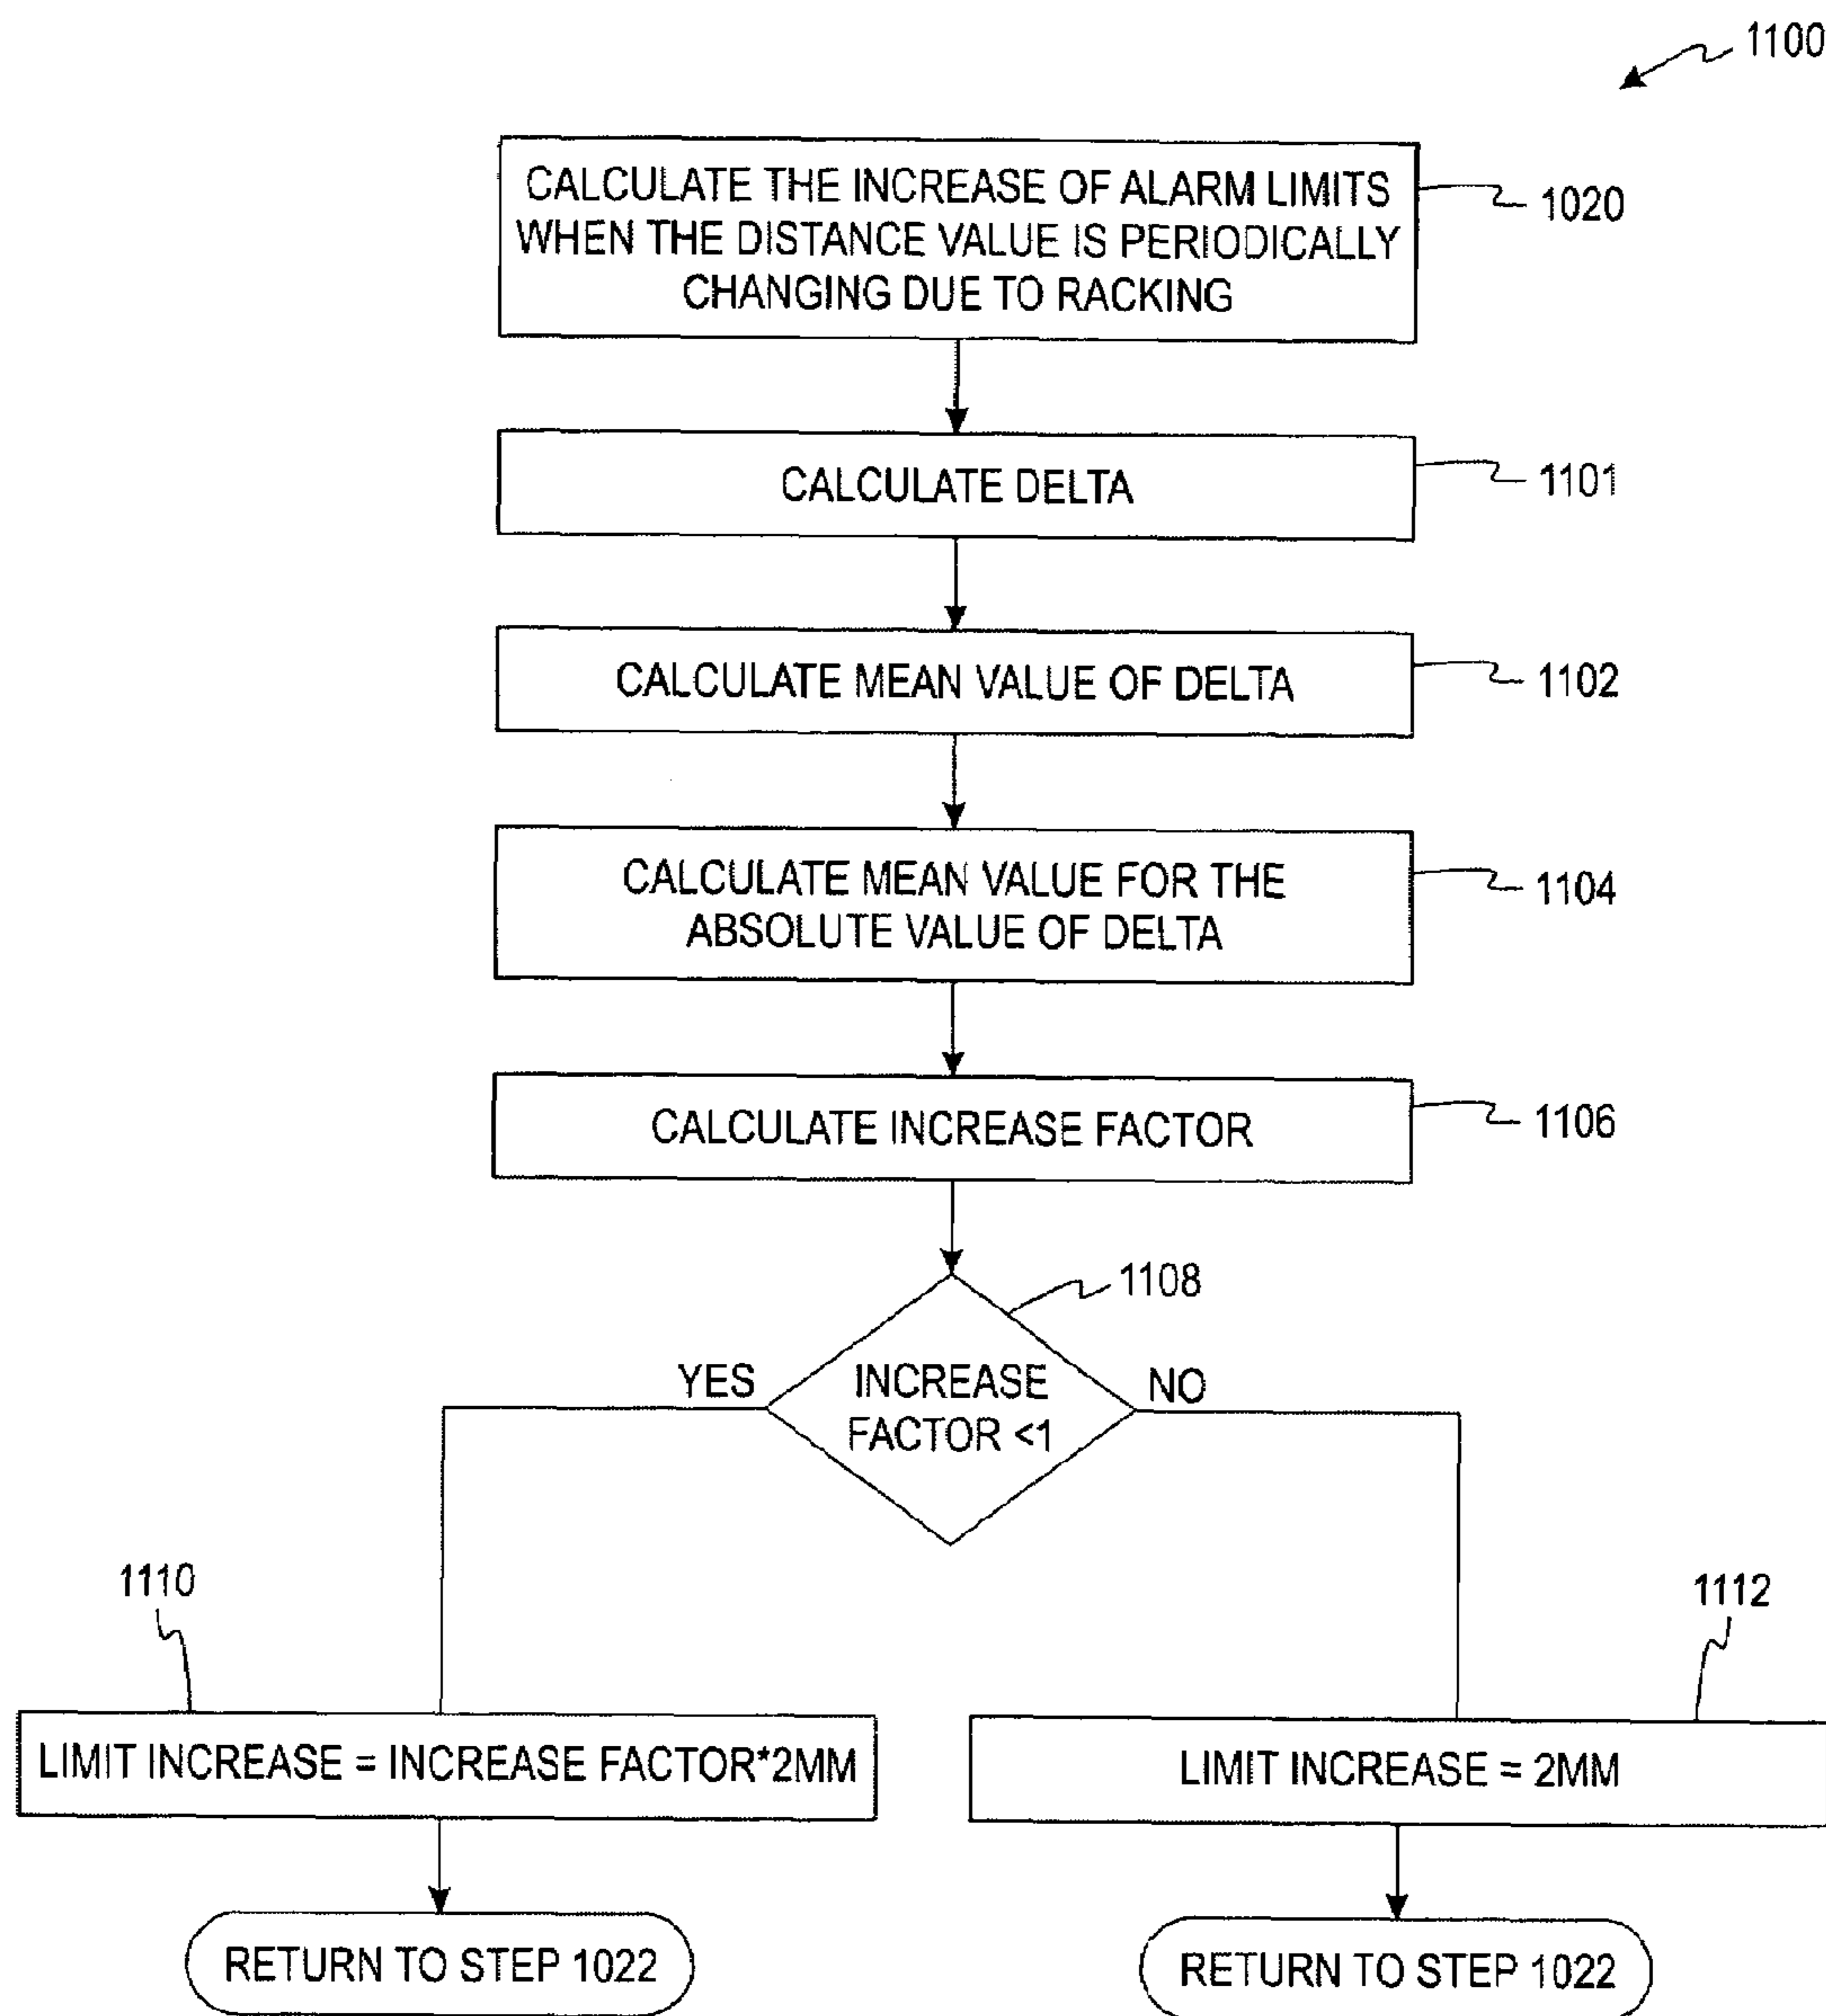 1100
CALCULATE THE INCREASE OF ALARM LIMITS
WHEN THE DISTANCE VALUE IS PERIODICALLY
CHANGING DUE TO RACKING
1020
CALCULATE DELTA
1101
CALCULATE MEAN VALUE OF DELTA
1102
CALCULATE MEAN VALUE FOR THE
ABSOLUTE VALUE OF DELTA
1104
CALCULATE INCREASE FACTOR
1106
1108
YES
INCREASE
FACTOR <1
NO
1110
1112
LIMIT INCREASE = INCREASE FACTOR*2MM
LIMIT INCREASE = 2MM
RETURN TO STEP 1022
RETURN TO STEP 1022